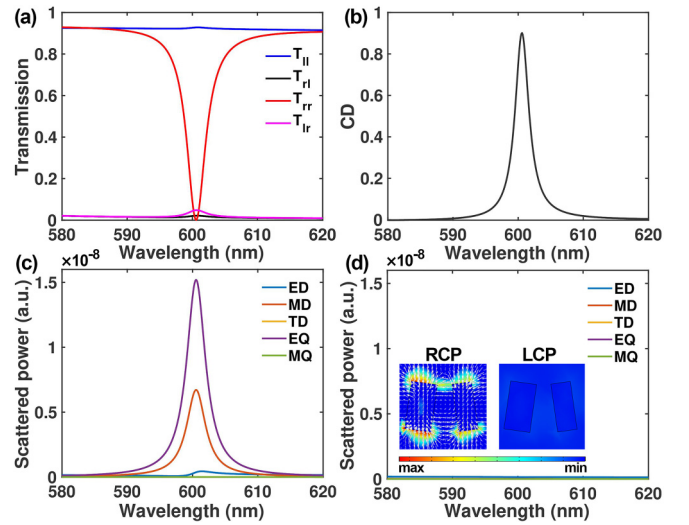 (a)
1
0.8
0.6
0.4
0.2
0
Transmission
T_ll
T_rl
T_rr
T_lr
580 590 600 610 620
Wavelength (nm)
(b)
1
0.8
0.6
0.4
0.2
0
CD
580 590 600 610 620
Wavelength (nm)
(c)
×10^-8
1.5
1
0.5
0
Scattered power (a.u.)
ED
MD
TD
EQ
MQ
580 590 600 610 620
Wavelength (nm)
(d)
×10^-8
1.5
1
0.5
0
Scattered power (a.u.)
ED
MD
TD
EQ
MQ
RCP LCP
max min
580 590 600 610 620
Wavelength (nm)